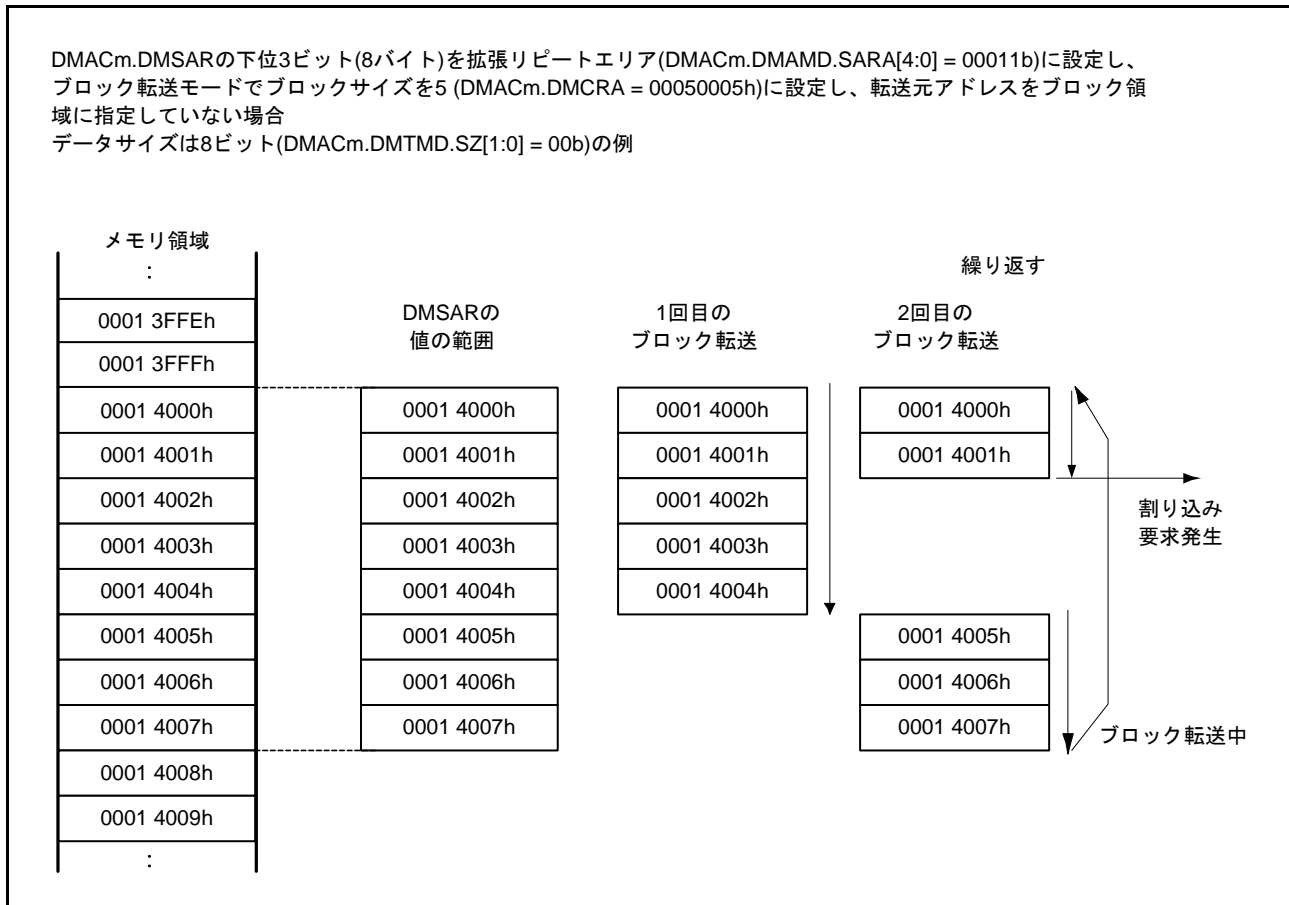 DMACm.DMSARの下位3ビット(8バイト)を拡張リピートエリア(DMACm.DMAMD.SARA[4:0] = 00011b)に設定し、
ブロック転送モードでブロックサイズを5 (DMACm.DMCRA = 00050005h)に設定し、転送元アドレスをブロック領
域に指定していない場合
データサイズは8ビット(DMACm.DMTMD.SZ[1:0] = 00b)の例
メモリ領域
:
0001 3FFEh
0001 3FFFh
0001 4000h
0001 4001h
0001 4002h
0001 4003h
0001 4004h
0001 4005h
0001 4006h
0001 4007h
0001 4008h
0001 4009h
:
DMSARの
値の範囲
0001 4000h
0001 4001h
0001 4002h
0001 4003h
0001 4004h
0001 4005h
0001 4006h
0001 4007h
1回目の
ブロック転送
0001 4000h
0001 4001h
0001 4002h
0001 4003h
0001 4004h
繰り返す
2回目の
ブロック転送
0001 4000h
0001 4001h
0001 4005h
0001 4006h
0001 4007h
割り込み
要求発生
ブロック転送中